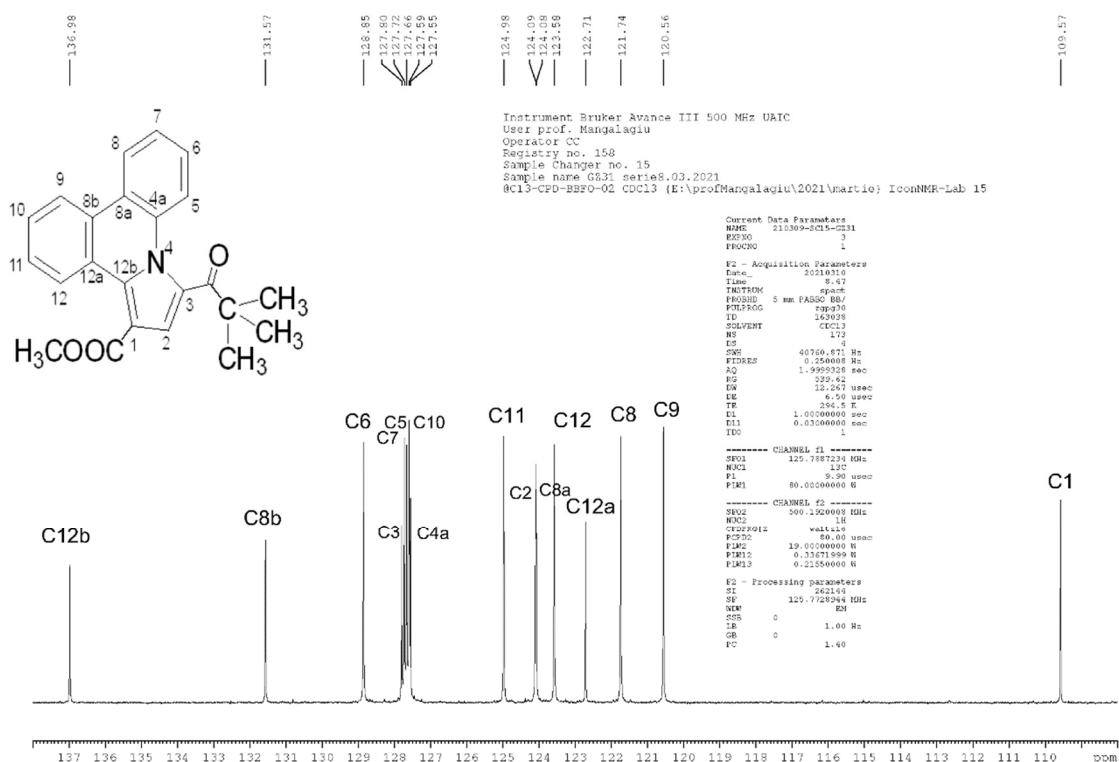 136.98
131.57
128.85
127.80
127.72
127.66
127.59
127.55
124.98
124.09
124.08
123.58
122.71
121.74
120.56
109.57
Instrument Bruker Avance III 500 MHz UAIC
User prof. Mangalagiu
Operator CC
Registry no. 158
Sample Changer no. 15
Sample name GZ31 serie8.03.2021
@C13-CPD-BBFO-02 CDCl3 {E:\profMangalagiu\2021\martie} IconNMR-Lab 15
7
8
6
9
8b
8a
4a
5
10
N
4
O
11
12a
12b
3
CH3
12
CH3
H3COOC
1
2
CH3
Current Data Parameters
NAME 210309-SC15-GZ31
EXPNO 3
PROCNO 1
F2 - Acquisition Parameters
Date_ 20210310
Time 8.47
INSTRUM spect
PROBHD 5 mm PABBO BB/
PULPROG zgpg30
TD 163038
SOLVENT CDCl3
NS 173
DS 4
SWH 40760.871 Hz
FIDRES 0.250008 Hz
AQ 1.9999328 sec
RG 539.62
DW 12.267 usec
DE 6.50 usec
TE 294.5 K
D1 1.00000000 sec
D11 0.03000000 sec
TD0 1
======== CHANNEL f1 ========
SFO1 125.7887234 MHz
NUC1 13C
P1 9.90 usec
PLW1 80.00000000 W
======== CHANNEL f2 ========
SFO2 500.1920008 MHz
NUC2 1H
CPDPRG[2 waltz16
PCPD2 80.00 usec
PLW2 19.00000000 W
PLW12 0.33671999 W
PLW13 0.21550000 W
F2 - Processing parameters
SI 262144
SF 125.7728944 MHz
WDW EM
SSB 0
LB 1.00 Hz
GB 0
PC 1.40
C12b
C8b
C6
C7
C5
C10
C3
C4a
C11
C2
C8a
C12
C12a
C8
C9
C1
137 136 135 134 133 132 131 130 129 128 127 126 125 124 123 122 121 120 119 118 117 116 115 114 113 112 111 110 ppm